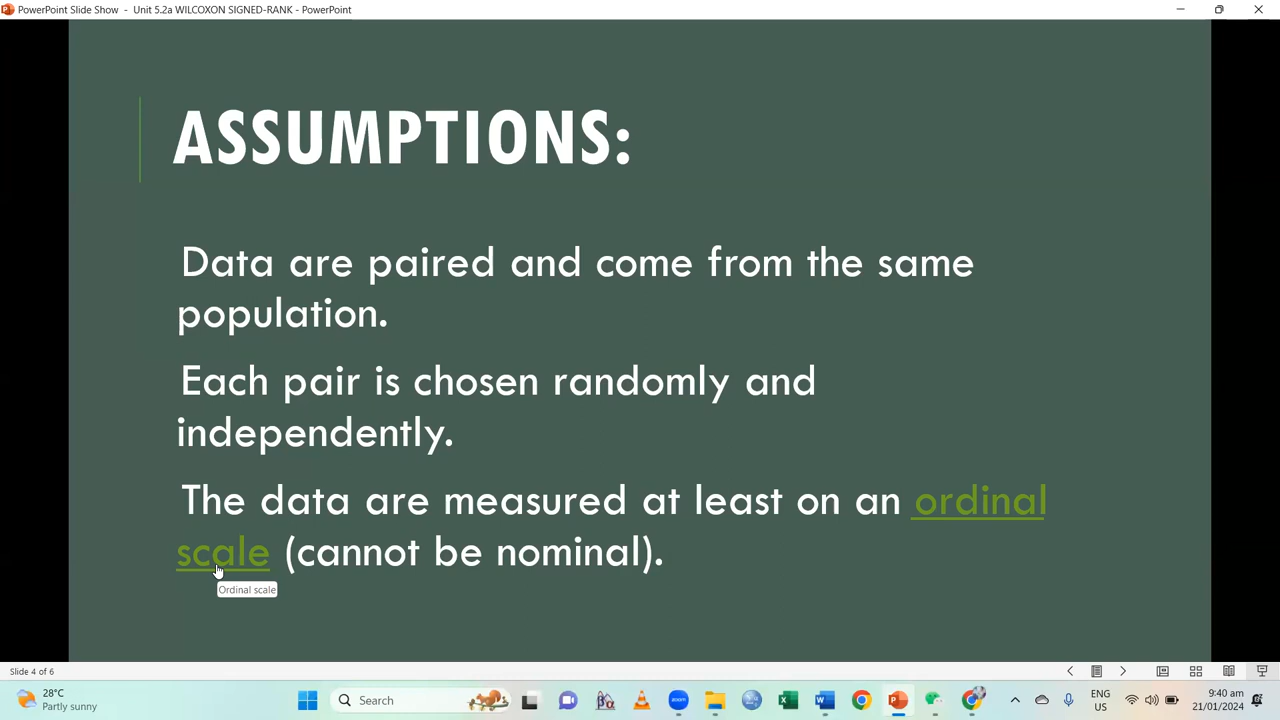 PowerPoint Slide Show - Unit 5.2a WILCOXON SIGNED-RANK - PowerPoint
ASSUMPTIONS:
Data are paired and come from the same
population.
Each pair is chosen randomly and
independently.
The data are measured at least on an ordinal
scale (cannot be nominal).
Ordinal scale
Slide 4 of 6
28°C
Partly sunny
Search
zoom
ENG
US
9:40 am
21/01/2024